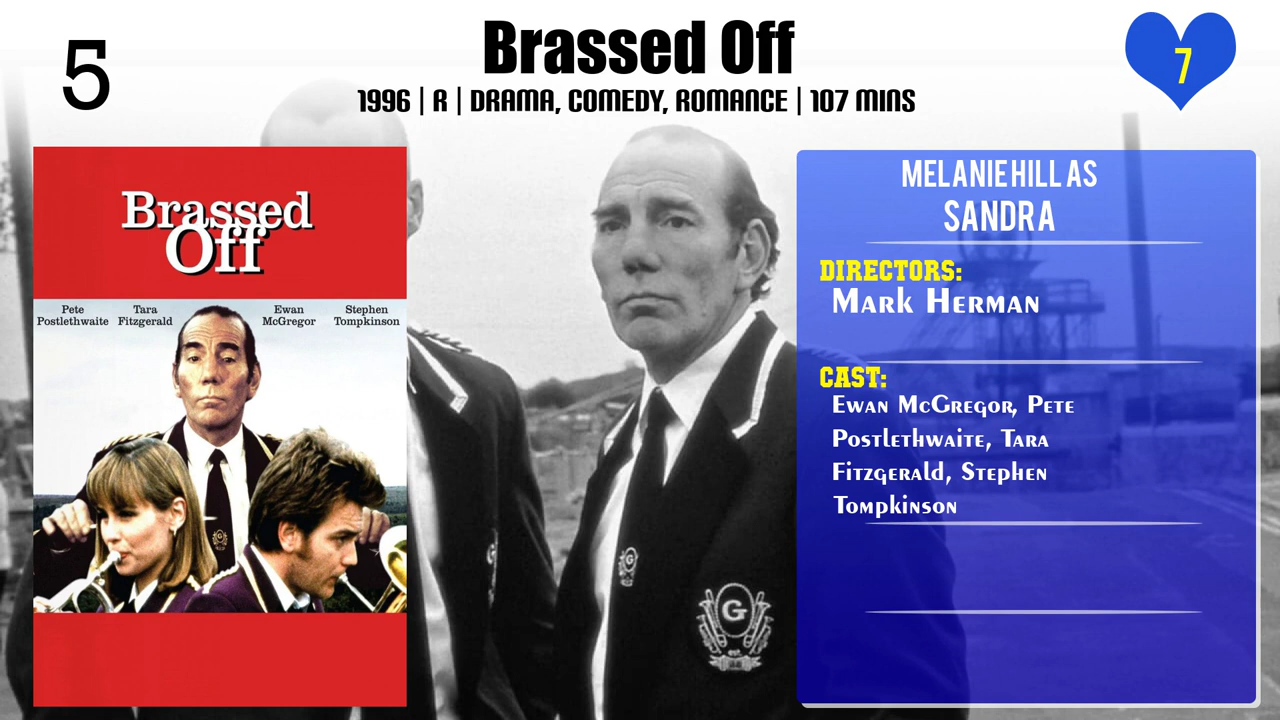 5
Brassed Off
1996 | R | DRAMA, COMEDY, ROMANCE | 107 MINS
7
Brassed
Off
Pete Postlethwaite
Tara Fitzgerald
Ewan McGregor
Stephen Tompkinson
MELANIE HILL AS
SANDRA
DIRECTORS:
Mark Herman
CAST:
Ewan McGregor, Pete
Postlethwaite, Tara
Fitzgerald, Stephen
Tompkinson
G
G
est.